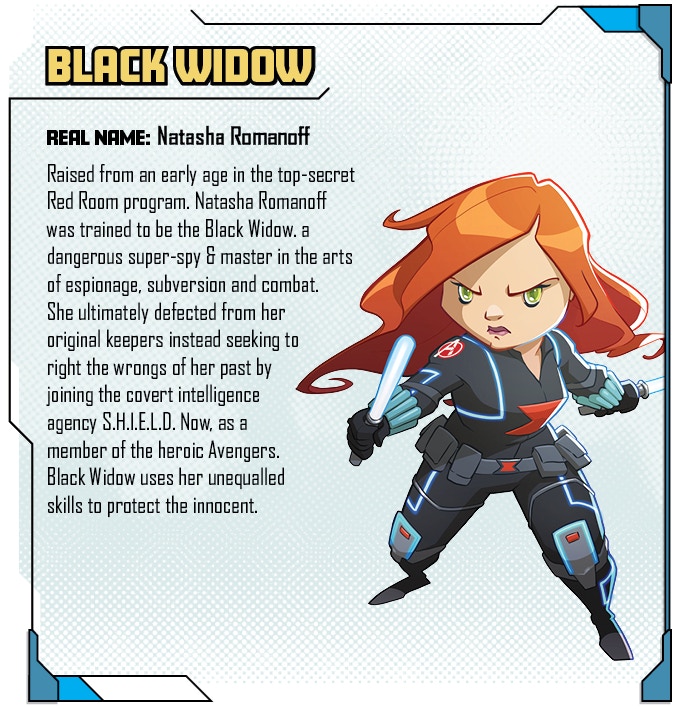 BLACK WIDOW
REAL NAME: Natasha Romanoff
Raised from an early age in the top-secret
Red Room program. Natasha Romanoff
was trained to be the Black Widow. a
dangerous super-spy & master in the arts
of espionage, subversion and combat.
She ultimately defected from her
original keepers instead seeking to
right the wrongs of her past by
joining the covert intelligence
agency S.H.I.E.L.D. Now, as a
member of the heroic Avengers.
Black Widow uses her unequalled
skills to protect the innocent.